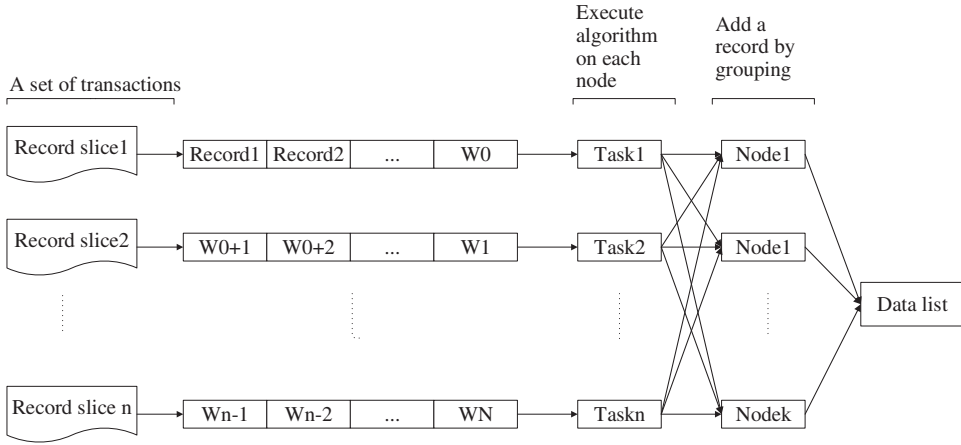 Execute
algorithm
on each
node
Add a
record by
grouping
A set of transactions
Record slice1
Record1 Record2 ... W0
Task1
Node1
Record slice2
W0+1 W0+2 ... W1
Task2
Node1
Data list
Record slice n
Wn-1 Wn-2 ... WN
Taskn
Nodek